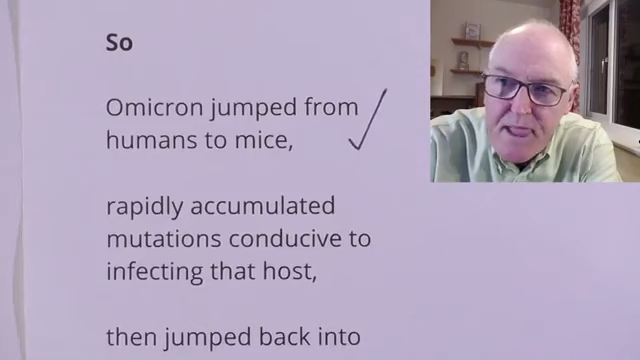 So
Omicron jumped from
humans to mice,
rapidly accumulated
mutations conducive to
infecting that host,
then jumped back into